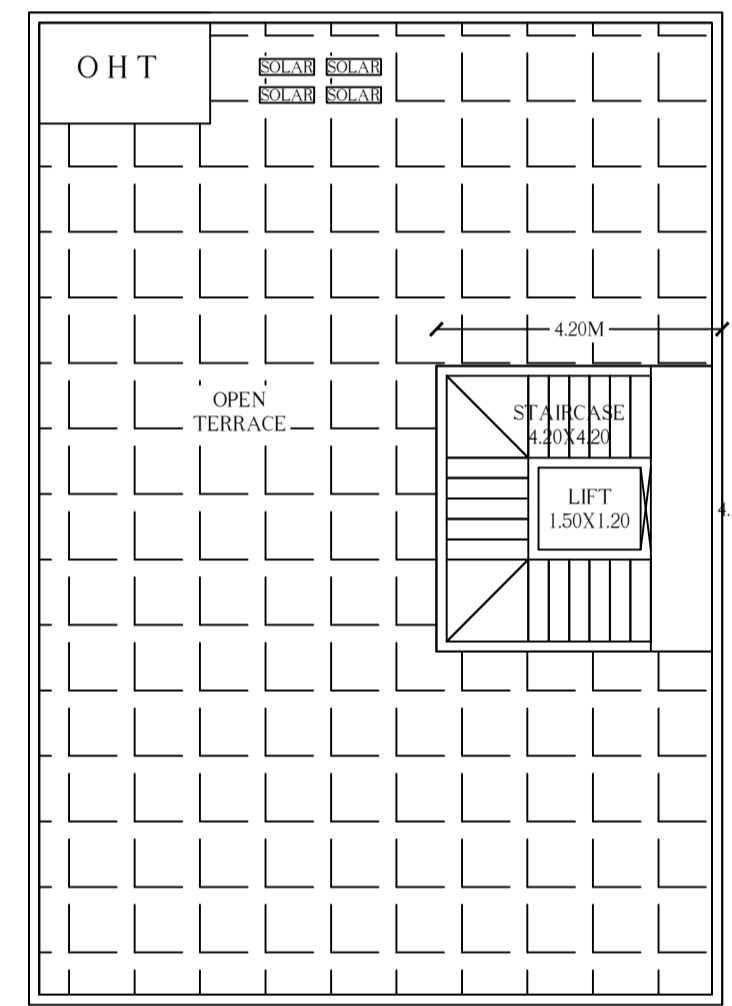 O H T
SOLAR SOLAR
SOLAR SOLAR
4.20M
OPEN
TERRACE
STAIRCASE
4.20X4.20
LIFT
1.50X1.20